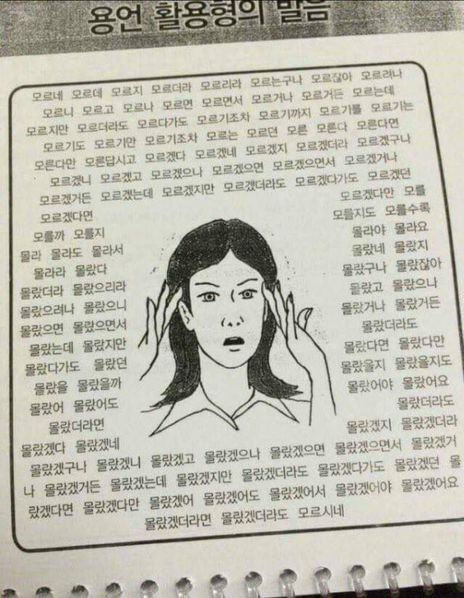 용언 활용형의 발음
모르네 모르데 모르지 모르더라 모르리라 모르는구나 모르잖아 모르려나
모르니 모르고 모르나 모르면 모르면서 모르거나 모르거든 모르는데
모르지만 모르더라도 모르다가도 모르기조차 모르기까지 모르기를 모르기는
모르기도 모르기만 모르기조차 모르는 모르던 모른 모른다 모른다면
모른다만 모른답시고 모르겠다 모르겠네 모르겠지 모르겠더라 모르겠구나
모르겠니 모르겠고 모르겠으나 모르겠으면 모르겠으면서 모르겠거나
모르겠거든 모르겠는데 모르겠지만 모르겠더라도 모르겠다가도 모르겠던
모르겠다면 모르겠다만 모를
모를까 모를지 모를지도 모를수록
몰라 몰라도 몰라서 몰라야 몰라요
몰라라 몰랐다 몰랐네 몰랐지
몰랐더라 몰랐으리라 몰랐구나 몰랐잖아
몰랐으려나 몰랐으니 몰랐고 몰랐으나
몰랐으면 몰랐으면서 몰랐거나 몰랐거든
몰랐는데 몰랐지만 몰랐더라도
몰랐다가도 몰랐던 몰랐다면 몰랐다만
몰랐을 몰랐을까 몰랐을지 몰랐을지도
몰랐어 몰랐어도 몰랐어야 몰랐어요
몰랐더라면 몰랐더라도
몰랐겠다 몰랐겠네 몰랐겠지 몰랐겠더라
몰랐겠구나 몰랐겠니 몰랐겠고 몰랐겠으나 몰랐겠으면 몰랐겠으면서 몰랐겠거
나 몰랐겠거든 몰랐겠는데 몰랐겠지만 몰랐겠더라도 몰랐겠다가도 몰랐겠던 몰
랐겠다면 몰랐겠다만 몰랐겠어 몰랐겠어도 몰랐겠어서 몰랐겠어야 몰랐겠어요
몰랐겠더라면 몰랐겠더라도 모르시네